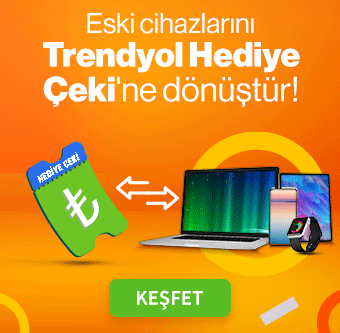 Eski cihazlarını
Trendyol Hediye
Çeki'ne dönüştür!
HEDİYE ÇEKİ
₺
KEŞFET